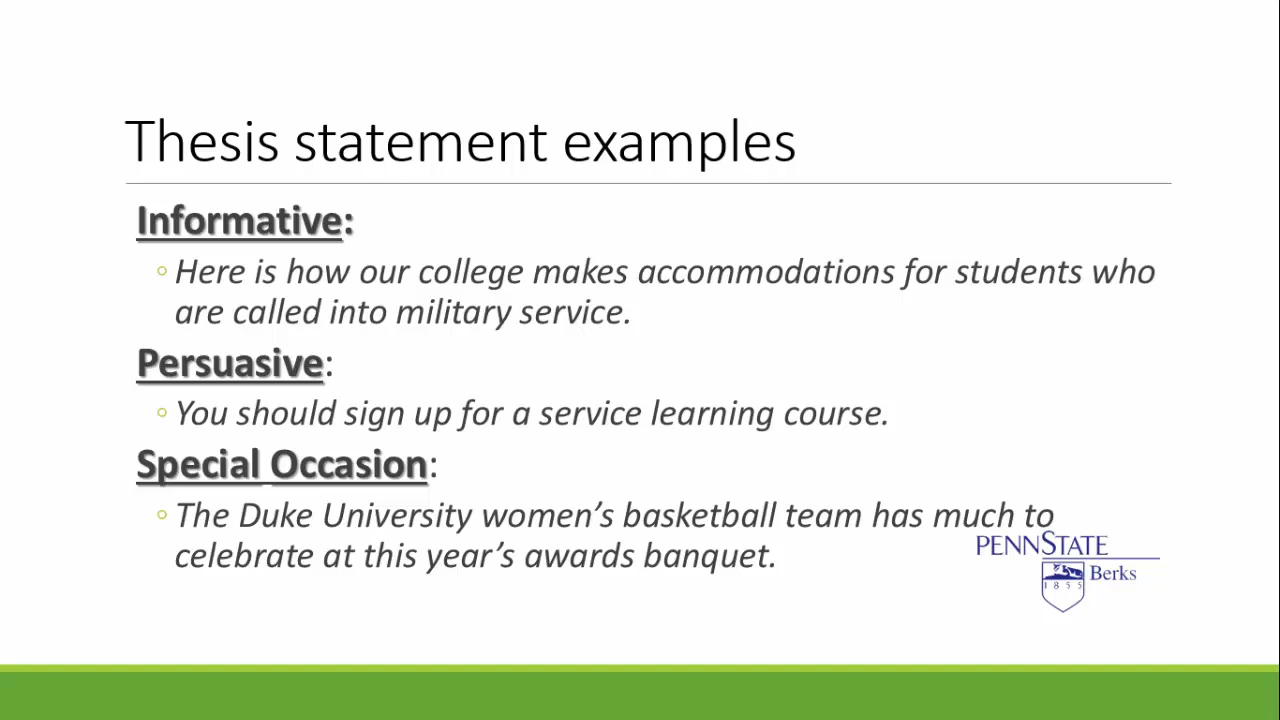 Thesis statement examples
Informative:
◦ Here is how our college makes accommodations for students who
are called into military service.
Persuasive:
◦ You should sign up for a service learning course.
Special Occasion:
◦ The Duke University women’s basketball team has much to
celebrate at this year’s awards banquet.
PENNSTATE
Berks
1855